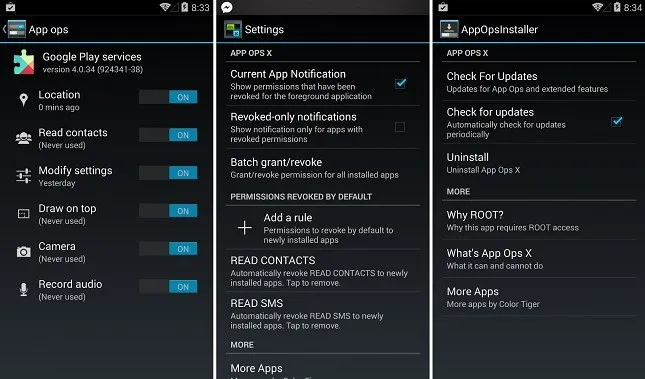 8:33
App ops
Google Play services
version 4.0.34 (924341-38)
Location
0 mins ago
ON
Read contacts
(Never used)
ON
Modify settings
Yesterday
ON
Draw on top
(Never used)
ON
Camera
(Never used)
ON
Record audio
(Never used)
ON
Settings
APP OPS X
Current App Notification
Show permissions that have been
revoked for the foreground application
Revoked-only notifications
Show notification only for apps with
revoked permissions
Batch grant/revoke
Grant/revoke permission for all installed apps
PERMISSIONS REVOKED BY DEFAULT
Add a rule
Permissions to revoke by default to
newly installed apps
READ CONTACTS
Automatically revoke READ CONTACTS to newly
installed apps. Tap to remove.
READ SMS
Automatically revoke READ SMS to newly
installed apps. Tap to remove.
MORE
More Apps
8:34
AppOpsInstaller
APP OPS X
Check For Updates
Updates for App Ops and extended features
Check for updates
Automatically check for updates
periodically
Uninstall
Uninstall App Ops X
MORE
Why ROOT?
Why this app requires ROOT access
What's App Ops X
What it can and cannot do
More Apps
More apps by Color Tiger